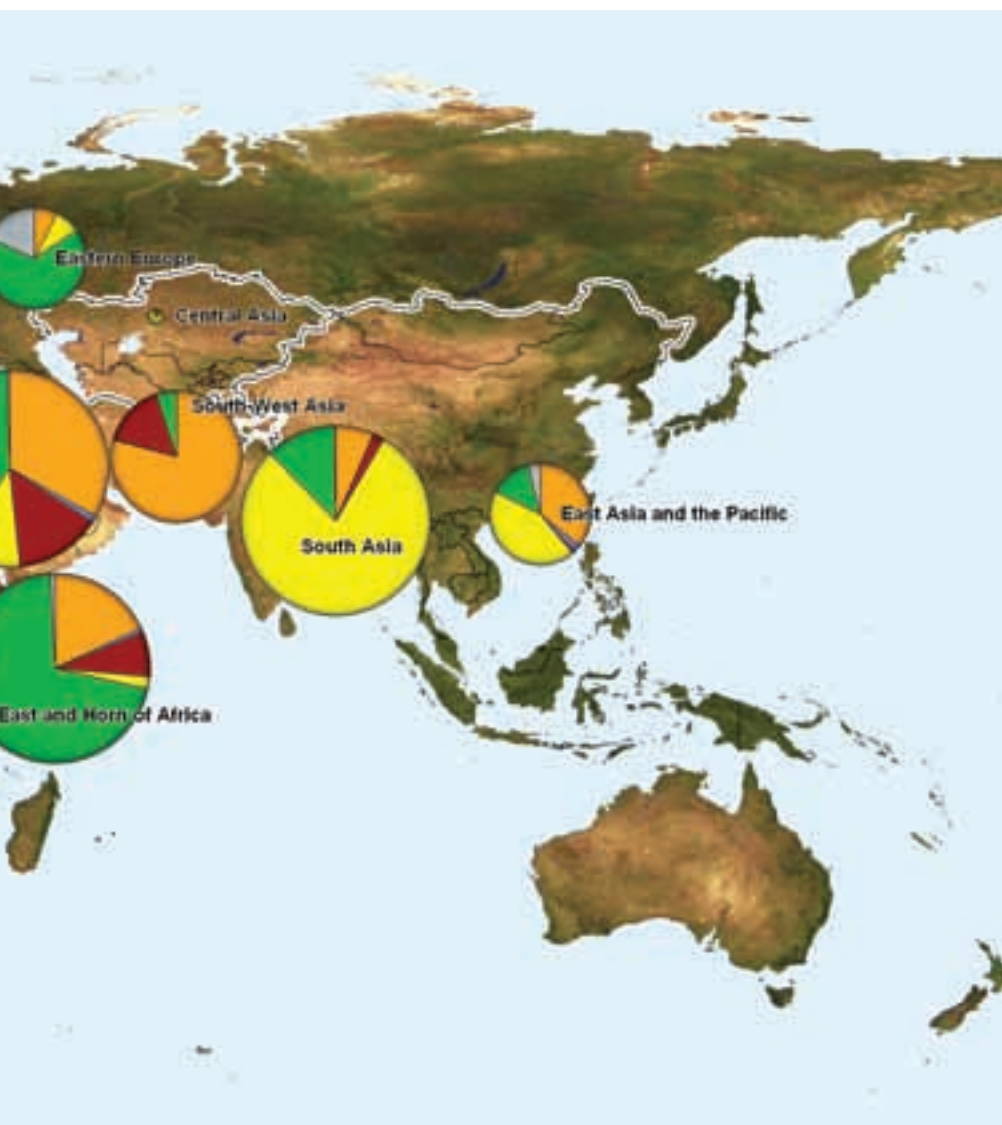 Eastern Europe
Central Asia
South-West Asia
East Asia and the Pacific
South Asia
East and Horn of Africa